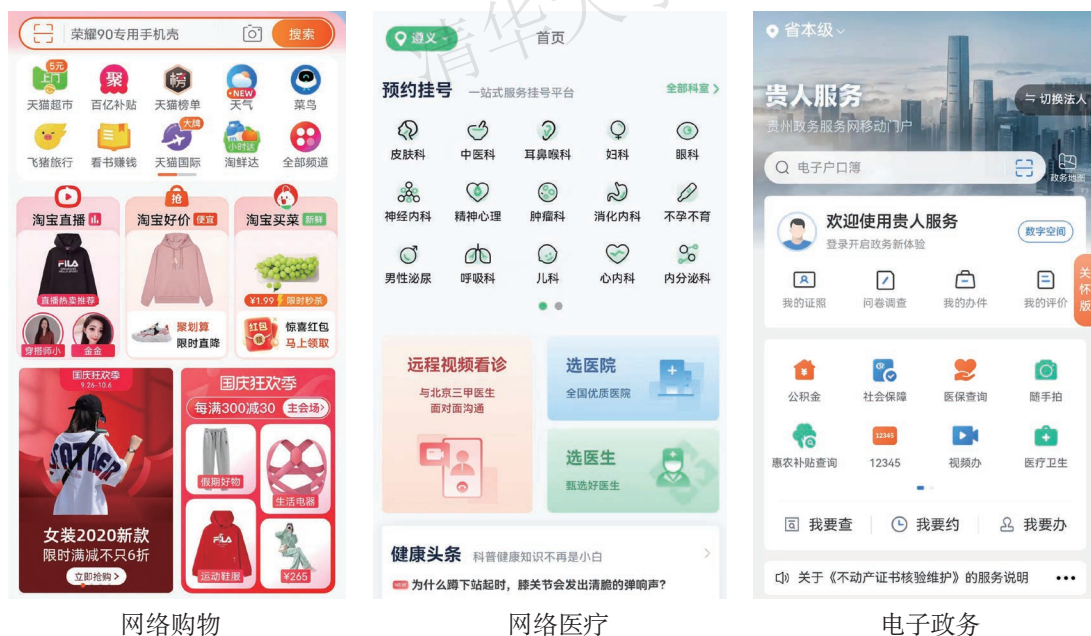 荣耀90专用手机壳 搜索
5元 上门 聚 榜 NEW
天猫超市 百亿补贴 天猫榜单 天气 菜鸟
大牌 小时达
飞猪旅行 看书赚钱 天猫国际 淘鲜达 全部频道
抢
淘宝直播 淘宝好价 便宜 淘宝买菜 新鲜
FILA
直播热卖推荐 ¥1.99 限时秒杀
聚划算 红包 惊喜红包
限时直降 马上领取
穿搭师小 金金
国庆狂欢季
9.26-10.6
国庆狂欢季
每满300减30 主会场>
假期好物 生活电器
女装2020新款
限时满减不只6折
立即抢购>
FILA
运动鞋服 ¥265
网络购物
清华大学
遵义 首页
预约挂号 一站式服务挂号平台 全部科室
皮肤科 中医科 耳鼻喉科 妇科 眼科
神经内科 精神心理 肿瘤科 消化内科 不孕不育
男性泌尿 呼吸科 儿科 心内科 内分泌科
远程视频看诊
与北京三甲医生
面对面沟通
选医院
全国优质医院
选医生
甄选好医生
健康头条 科普健康知识不再是小白
NEW 为什么蹲下站起时，膝关节会发出清脆的弹响声？
网络医疗
省本级
贵人服务 切换法人
贵州政务服务网移动门户
电子户口簿 政务地图
欢迎使用贵人服务
登录开启政务新体验
数字空间
关怀版
我的证照 问卷调查 我的办件 我的评价
公积金 社会保障 医保查询 随手拍
12345
惠农补贴查询 12345 视频办 医疗卫生
我要查 我要约 我要办
关于《不动产证书核验维护》的服务说明
电子政务